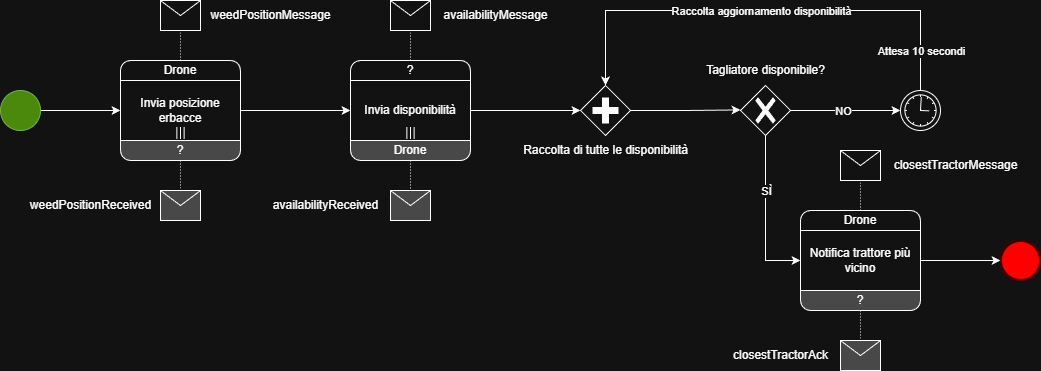 weedPositionMessage
availabilityMessage
Raccolta aggiornamento disponibilità
Attesa 10 secondi
Drone
?
Tagliatore disponibile?
Invia posizione
erbacce
Invia disponibilità
NO
?
Drone
Raccolta di tutte le disponibilità
closestTractorMessage
SÌ
weedPositionReceived
availabilityReceived
Drone
Notifica trattore più
vicino
?
closestTractorAck